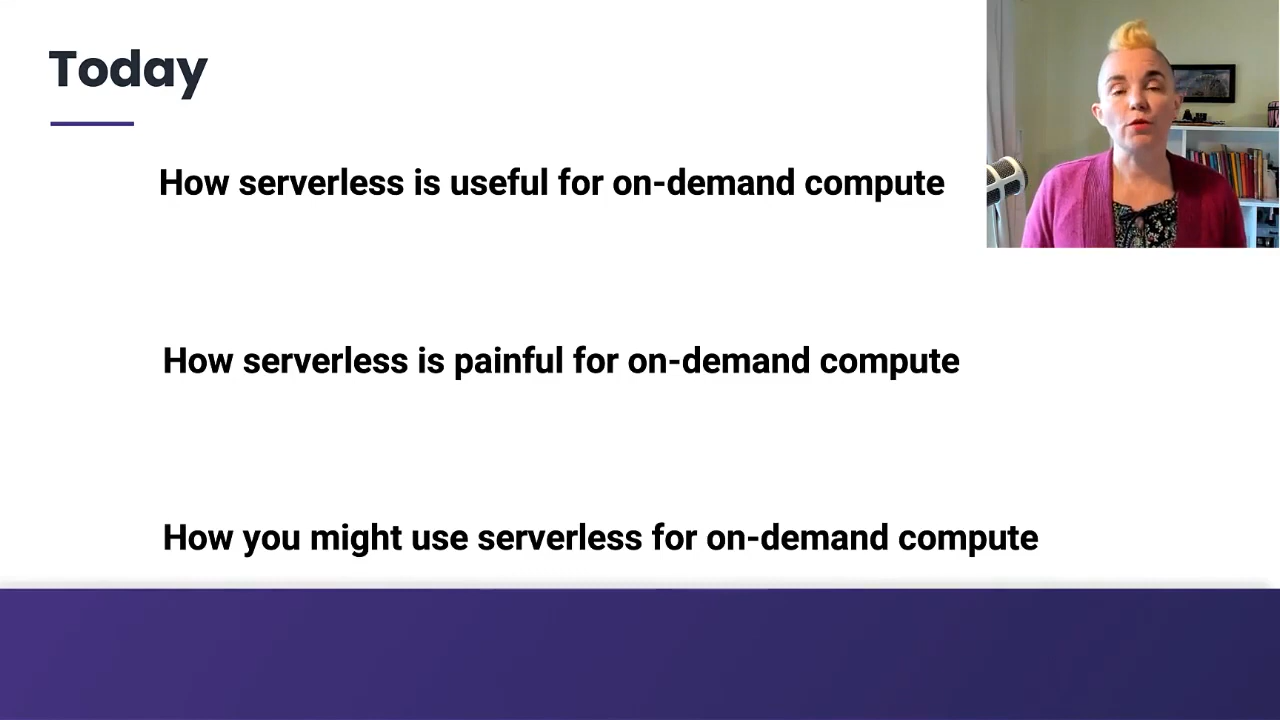 Today
How serverless is useful for on-demand compute
How serverless is painful for on-demand compute
How you might use serverless for on-demand compute